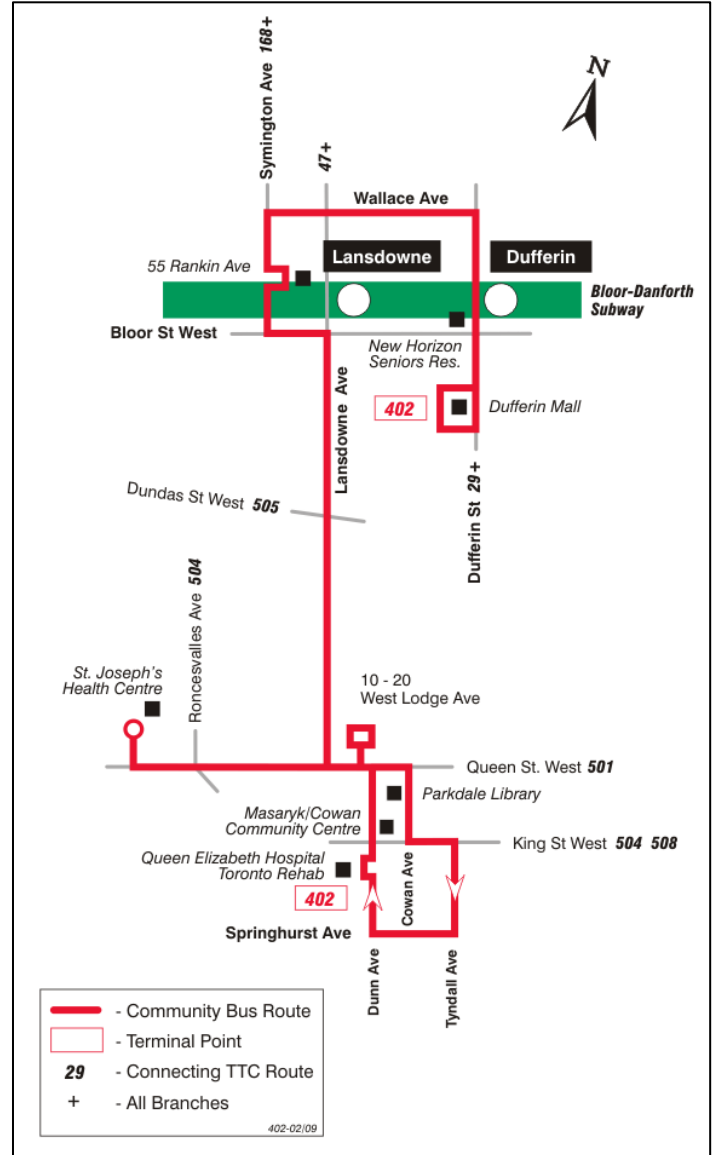 N
Symington Ave 168+
47+
Wallace Ave
55 Rankin Ave
Lansdowne
Dufferin
Bloor-Danforth
Subway
Bloor St West
New Horizon
Seniors Res.
402
Dufferin Mall
Lansdowne Ave
Dufferin St 29+
Dundas St West 505
Roncesvalles Ave 504
St. Joseph's
Health Centre
10 - 20
West Lodge Ave
Queen St. West 501
Parkdale Library
Masaryk/Cowan
Community Centre
King St West 504 508
Queen Elizabeth Hospital
Toronto Rehab
402
Cowan Ave
Springhurst Ave
Dunn Ave
Tyndall Ave
- Community Bus Route
- Terminal Point
29 - Connecting TTC Route
+ - All Branches
402-02/09